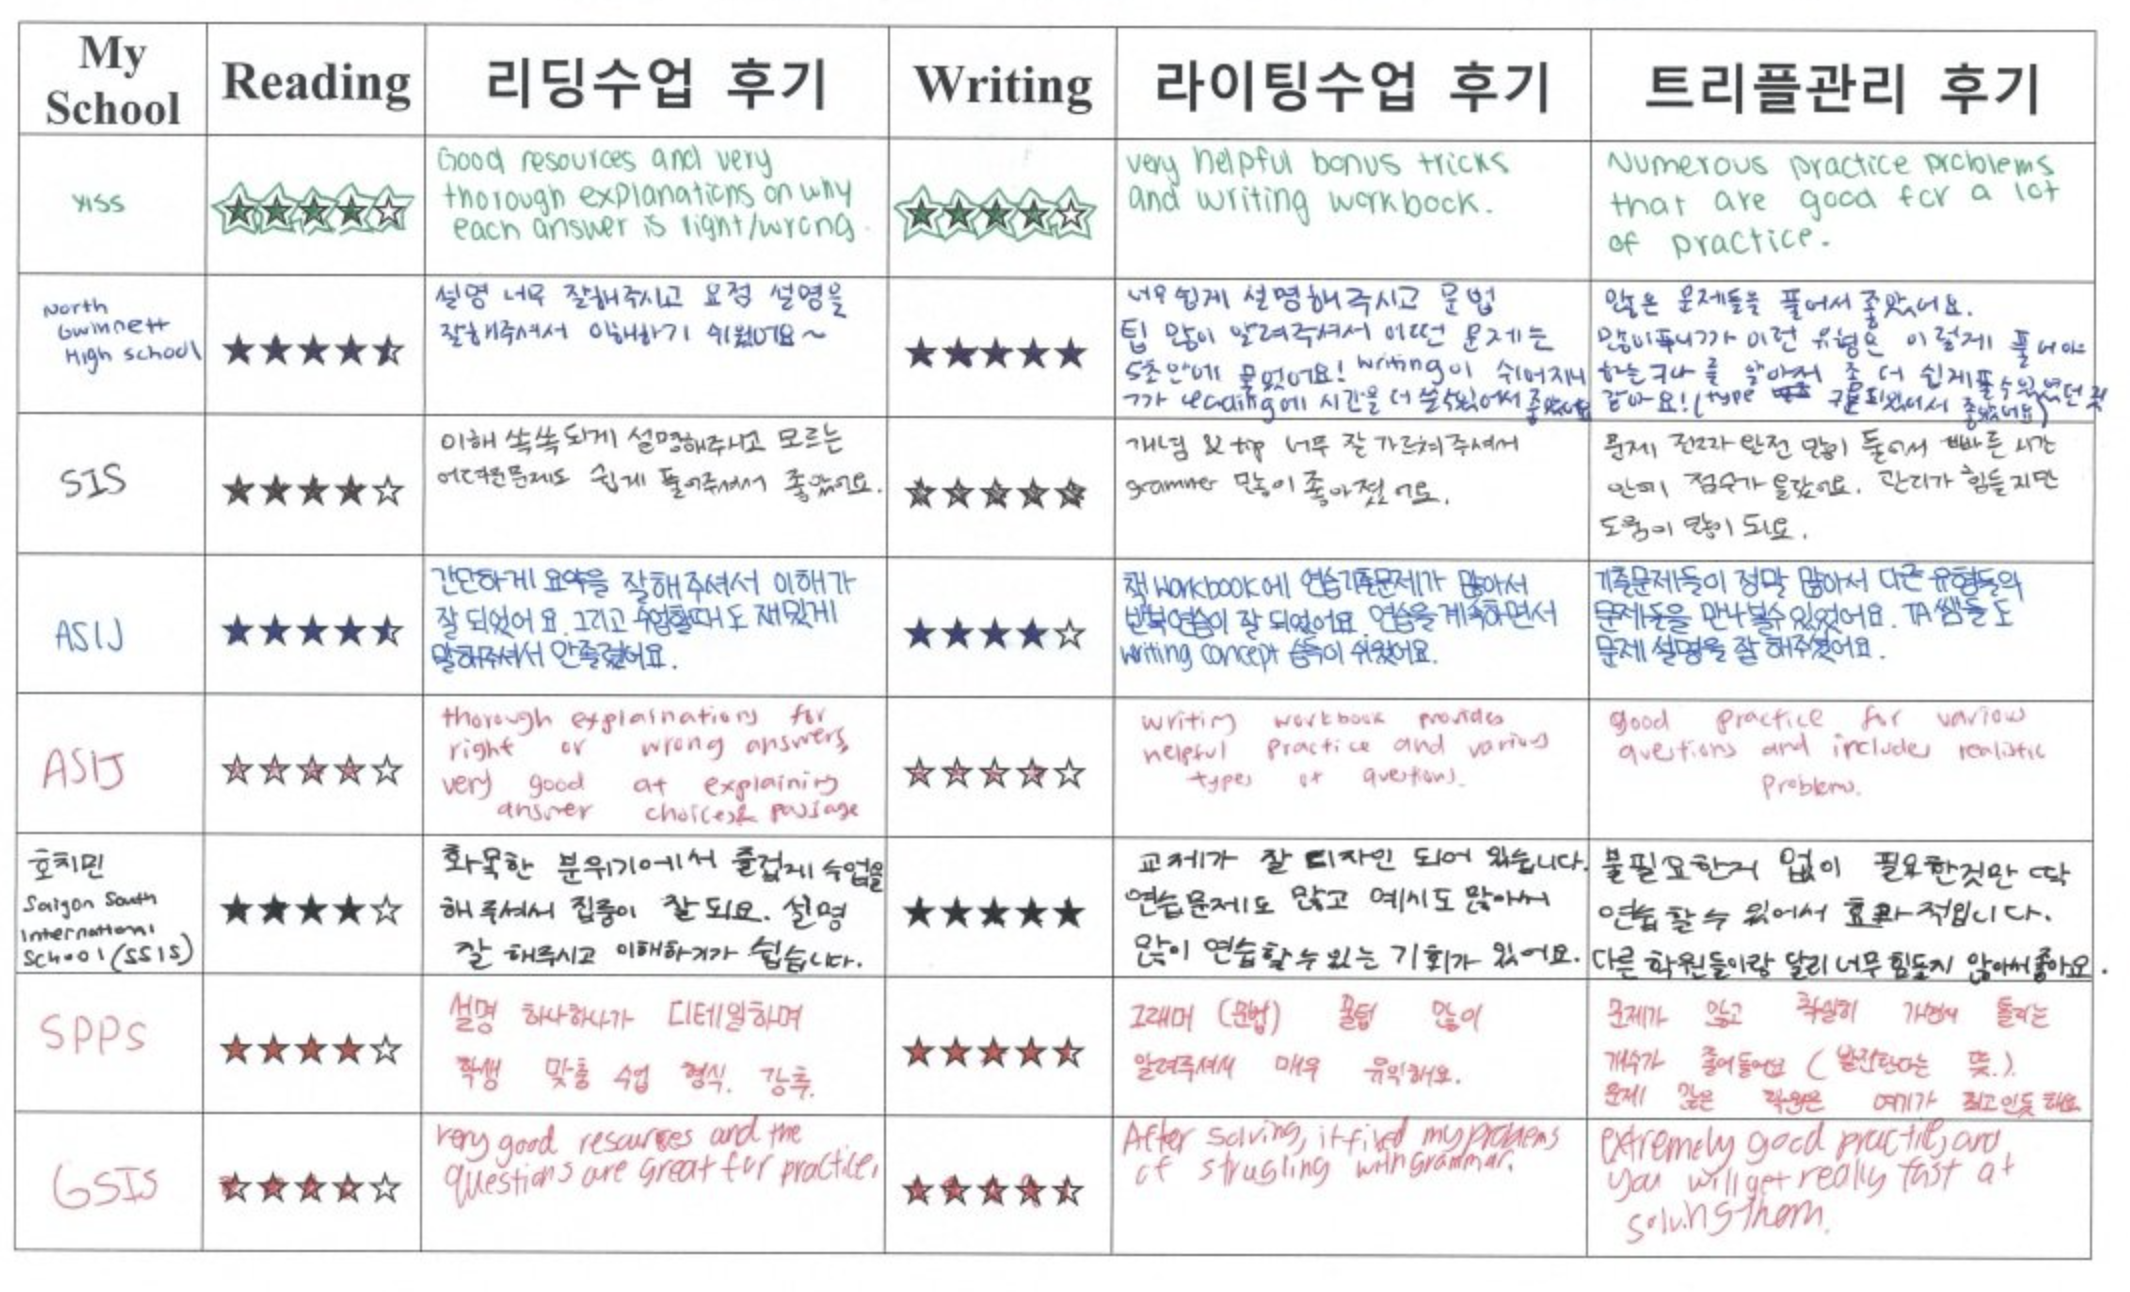 My School
Reading
리딩수업 후기
Writing
라이팅수업 후기
트리플관리 후기
YISS
Good resources and very
thorough explanations on why
each answer is right/wrong.
very helpful bonus tricks
and writing workbook.
Numerous practice problems
that are good for a lot
of practice.
North
Gwinnett
High school
설명 너무 잘해주시고 요점 설명을
잘해주셔서 이해하기 쉬웠어요~
너무 쉽게 설명해주시고 문법
팁 많이 알려주셔서 어떤 문제는
5초안에 풀었어요! writing이 쉬어지니
까 reading에 시간을 더 쓸수있어서 좋았어요
많은 문제들을 풀어서 좋았어요.
많이푸니까 이런 유형은 이렇게 풀어야
하는구나 를 알아서 좀 더 쉽게풀수있었던 것
같아요! (type 구분되있어서 좋았어요)
SIS
이해 쏙쏙 되게 설명해주시고 모르는
어려운문제도 쉽게 풀어주셔서 좋았어요.
개념 & tip 너무 잘 가르쳐주셔서
grammer 많이 좋아졌어요.
문제 진짜 완전 많이 풀어서 빠른 시간
안에 점수가 올랐어요. 관리가 힘들지만
도움이 많이 되요.
ASIJ
간단하게 요약을 잘해주셔서 이해가
잘 되었어요. 그리고 수업할때도 재밌게
말해주셔서 안졸렸어요.
책 workbook에 연습기출문제가 많아서
반복연습이 잘 되었어요. 연습을 계속하면서
writing concept 습득이 쉬웠어요.
기출문제들이 정말 많아서 다른 유형들의
문제들을 만나볼수있었어요. TA쌤들도
문제 설명을 잘 해주셨어요.
ASIJ
thorough explainations for
right or wrong answers,
very good at explaining
answer choices & passage
writing workbook provides
helpful practice and various
types of questions.
good practice for various
questions and includes realistic
problems.
호치민
Saigon South
International
School (SSIS)
화목한 분위기에서 즐겁게 수업을
해주셔서 집중이 잘 되요. 설명
잘 해주시고 이해하기가 쉽습니다.
교제가 잘 디자인 되어 있습니다.
연습문제도 많고 예시도 많아서
많이 연습할수있는 기회가 있어요.
불필요한거 없이 필요한것만 딱
연습 할수 있어서 효과적입니다.
다른 학원들이랑 달리 너무 힘들지 않아서 좋아요.
SPPS
설명 하나하나가 디테일하며
학생 맞춤 수업 형식. 강추.
그래머 (문법) 꿀팁 많이
알려주셔서 매우 유익해요.
문제가 많고 확실히 가면서 틀리는
개수가 줄어들어요 (발전한다는 뜻.).
문제 많은 학원은 여기가 최고인듯 해요
GSIS
very good resources and the
questions are great for practice.
After solving, it fixed my problems
of strugling with grammar.
extremely good practice, and
you will get really fast at
solving them.